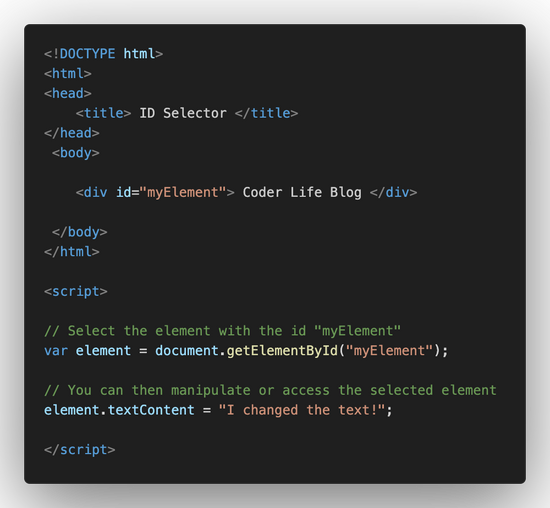 <!DOCTYPE html>
<html>
<head>
<title> ID Selector </title>
</head>
<body>
<div id="myElement"> Coder Life Blog </div>
</body>
</html>
<script>
// Select the element with the id "myElement"
var element = document.getElementById("myElement");
// You can then manipulate or access the selected element
element.textContent = "I changed the text!";
</script>